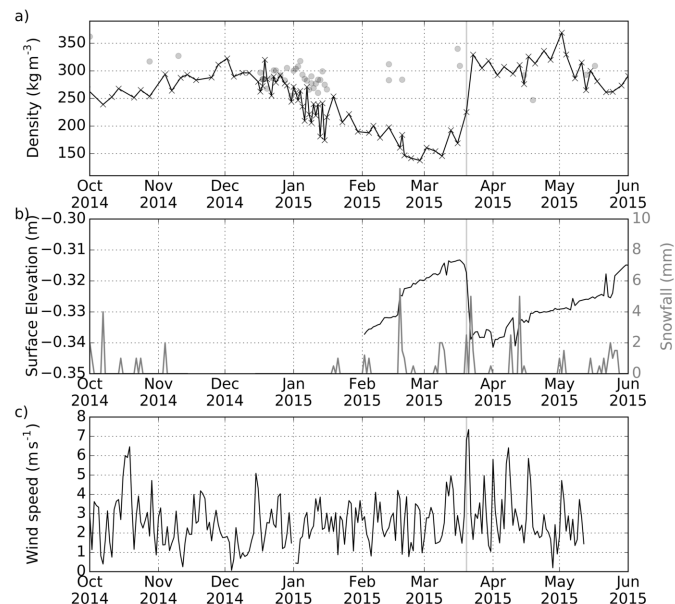 a)
Density (kg m⁻³)
350
300
250
200
150
Oct 2014 Nov 2014 Dec 2014 Jan 2015 Feb 2015 Mar 2015 Apr 2015 May 2015 Jun 2015
b)
Surface Elevation (m)
−0.30
−0.31
−0.32
−0.33
−0.34
−0.35
10
8
6
4
2
0
Snowfall (mm)
Oct 2014 Nov 2014 Dec 2014 Jan 2015 Feb 2015 Mar 2015 Apr 2015 May 2015 Jun 2015
c)
Wind speed (m s⁻¹)
8
7
6
5
4
3
2
1
0
Oct 2014 Nov 2014 Dec 2014 Jan 2015 Feb 2015 Mar 2015 Apr 2015 May 2015 Jun 2015